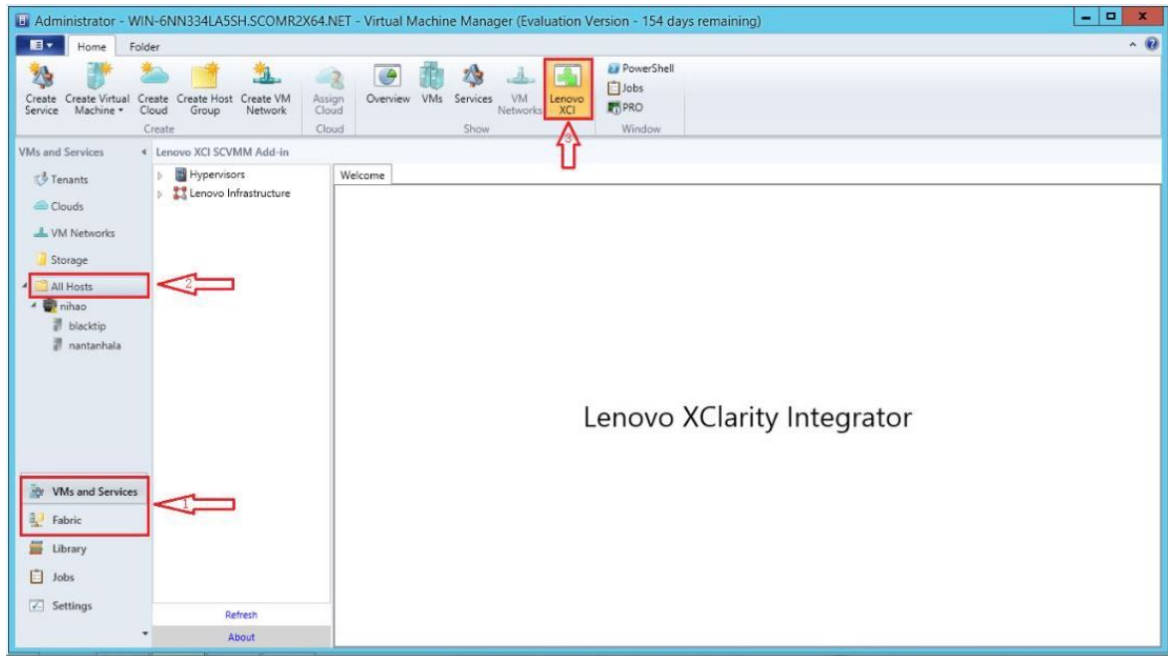 Administrator - WIN-6NN334LA5SH.SCOMR2X64.NET - Virtual Machine Manager (Evaluation Version - 154 days remaining)
Home Folder
Create Service
Create Virtual Machine
Create Cloud
Create Host Group
Create VM Network
Assign Cloud
Overview
VMs
Services
VM Networks
Lenovo XCI
PowerShell
Jobs
PRO
Create Cloud Show Window
3
VMs and Services
Tenants
Clouds
VM Networks
Storage
All Hosts
2
nihao
blacktip
nantanhala
VMs and Services
1
Fabric
Library
Jobs
Settings
Lenovo XCI SCVMM Add-in
Hypervisors
Lenovo Infrastructure
Refresh
About
Welcome
Lenovo XClarity Integrator